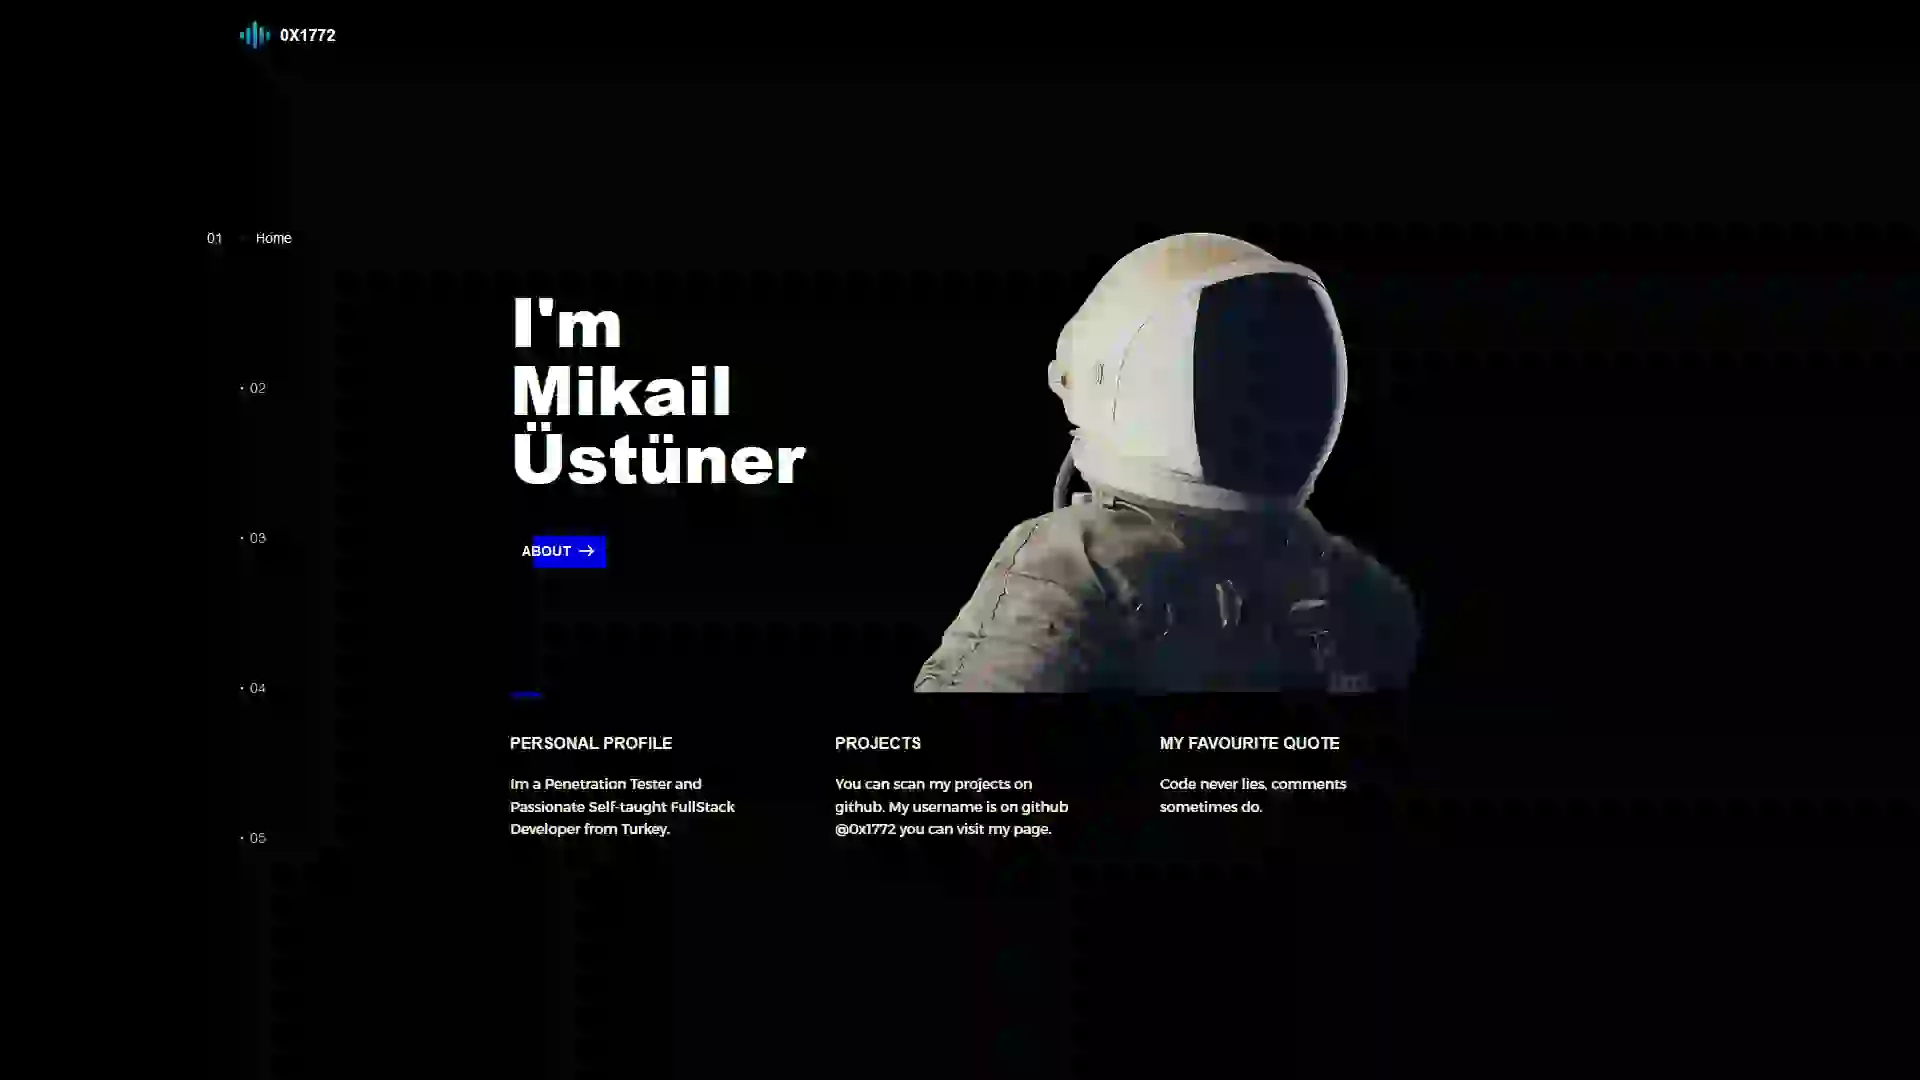 0X1772
01 Home
I'm
Mikail
Üstüner
02
03
ABOUT →
04
05
PERSONAL PROFILE
Im a Penetration Tester and
Passionate Self-taught FullStack
Developer from Turkey.
PROJECTS
You can scan my projects on
github. My username is on github
@0x1772 you can visit my page.
MY FAVOURITE QUOTE
Code never lies, comments
sometimes do.